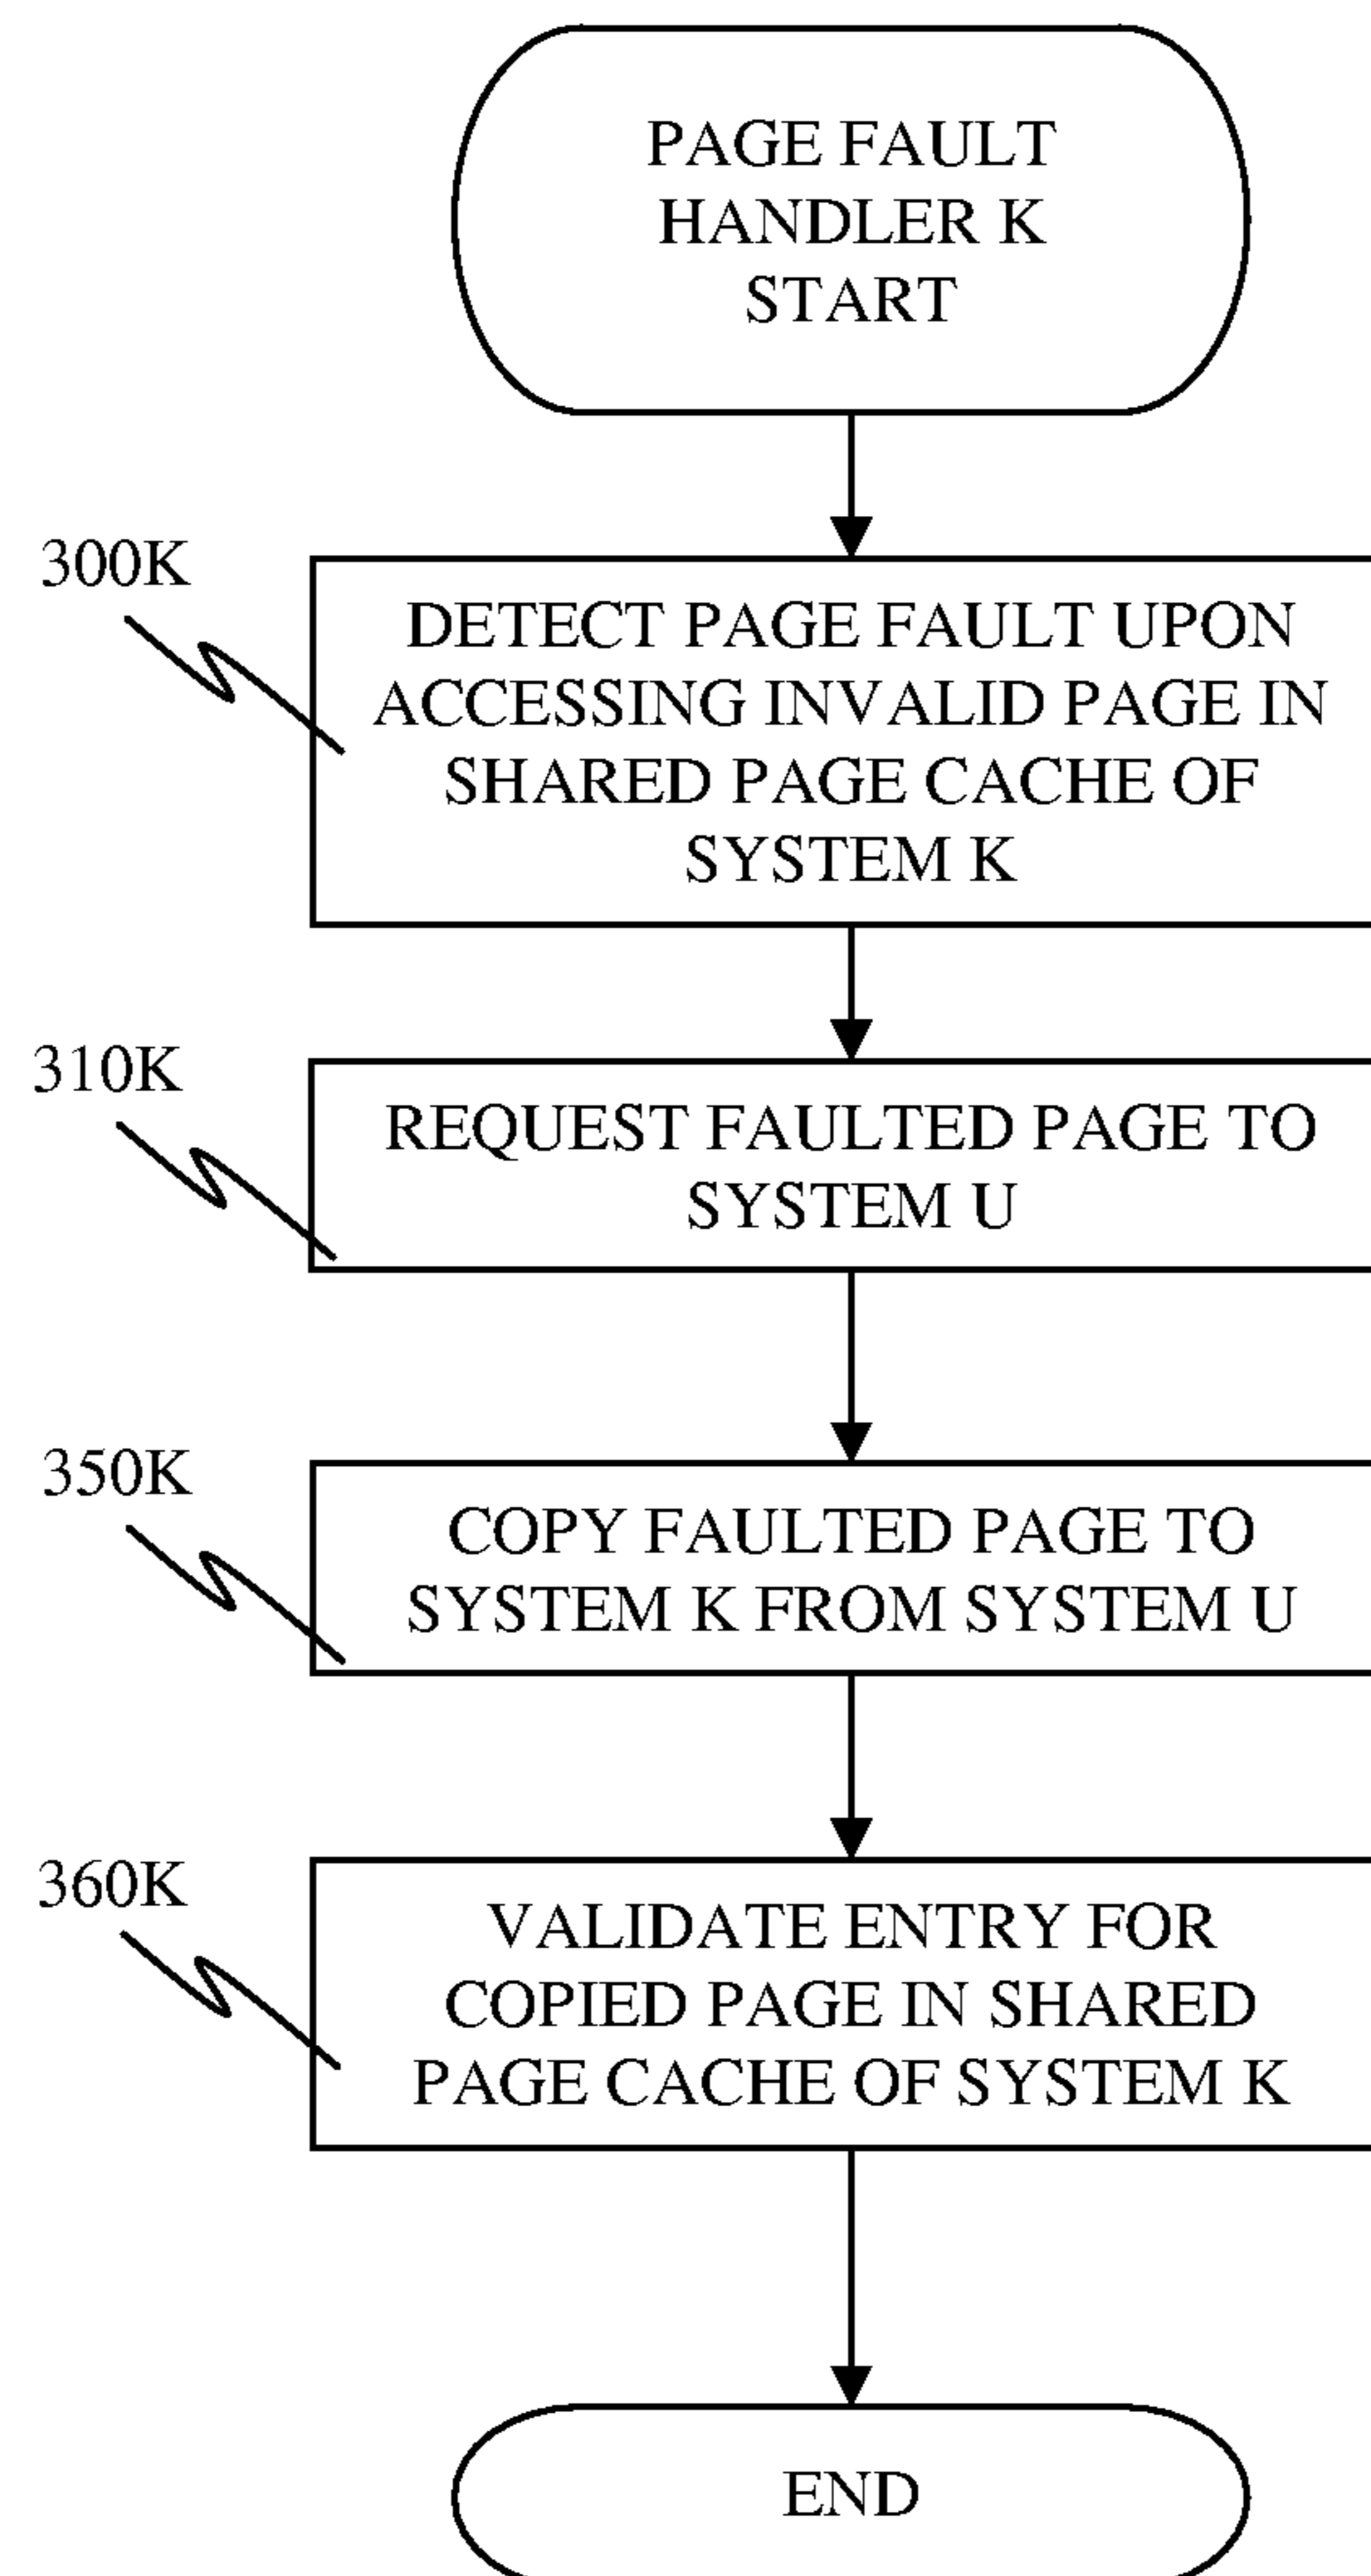 PAGE FAULT
HANDLER K
START
300K
DETECT PAGE FAULT UPON
ACCESSING INVALID PAGE IN
SHARED PAGE CACHE OF
SYSTEM K
310K
REQUEST FAULTED PAGE TO
SYSTEM U
350K
COPY FAULTED PAGE TO
SYSTEM K FROM SYSTEM U
360K
VALIDATE ENTRY FOR
COPIED PAGE IN SHARED
PAGE CACHE OF SYSTEM K
END